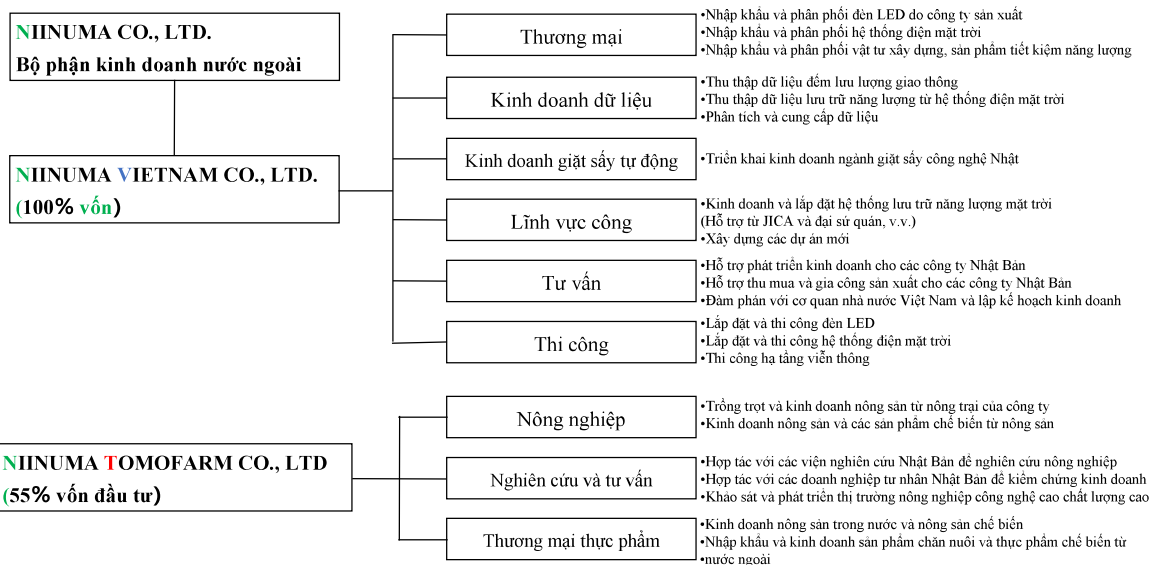 NIINUMA CO., LTD.
Bộ phận kinh doanh nước ngoài
NIINUMA VIETNAM CO., LTD.
(100% vốn)
Thương mại
•Nhập khẩu và phân phối đèn LED do công ty sản xuất
•Nhập khẩu và phân phối hệ thống điện mặt trời
•Nhập khẩu và phân phối vật tư xây dựng, sản phẩm tiết kiệm năng lượng
Kinh doanh dữ liệu
•Thu thập dữ liệu đếm lưu lượng giao thông
•Thu thập dữ liệu lưu trữ năng lượng từ hệ thống điện mặt trời
•Phân tích và cung cấp dữ liệu
Kinh doanh giặt sấy tự động
•Triển khai kinh doanh ngành giặt sấy công nghệ Nhật
Lĩnh vực công
•Kinh doanh và lắp đặt hệ thống lưu trữ năng lượng mặt trời
(Hỗ trợ từ JICA và đại sứ quán, v.v.)
•Xây dựng các dự án mới
Tư vấn
•Hỗ trợ phát triển kinh doanh cho các công ty Nhật Bản
•Hỗ trợ thu mua và gia công sản xuất cho các công ty Nhật Bản
•Đàm phán với cơ quan nhà nước Việt Nam và lập kế hoạch kinh doanh
Thi công
•Lắp đặt và thi công đèn LED
•Lắp đặt và thi công hệ thống điện mặt trời
•Thi công hạ tầng viễn thông
NIINUMA TOMOFARM CO., LTD
(55% vốn đầu tư)
Nông nghiệp
•Trồng trọt và kinh doanh nông sản từ nông trại của công ty
•Kinh doanh nông sản và các sản phẩm chế biến từ nông sản
Nghiên cứu và tư vấn
•Hợp tác với các viện nghiên cứu Nhật Bản để nghiên cứu nông nghiệp
•Hợp tác với các doanh nghiệp tư nhân Nhật Bản để kiểm chứng kinh doanh
•Khảo sát và phát triển thị trường nông nghiệp công nghệ cao chất lượng cao
Thương mại thực phẩm
•Kinh doanh nông sản trong nước và nông sản chế biến
•Nhập khẩu và kinh doanh sản phẩm chăn nuôi và thực phẩm chế biến từ
•nước ngoài